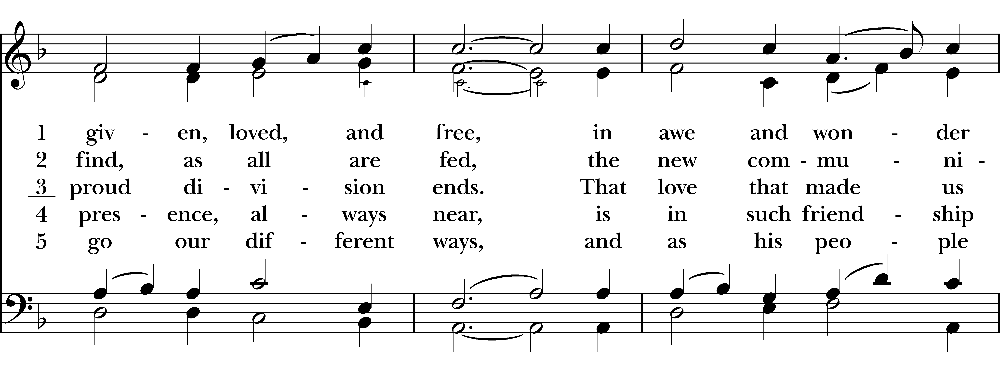 1 giv - en, loved, and free, in awe and won - der
2 find, as all are fed, the new com - mu - ni -
3 proud di - vi - sion ends. That love that made us
4 pres - ence, al - ways near, is in such friend - ship
5 go our dif - ferent ways, and as his peo - ple